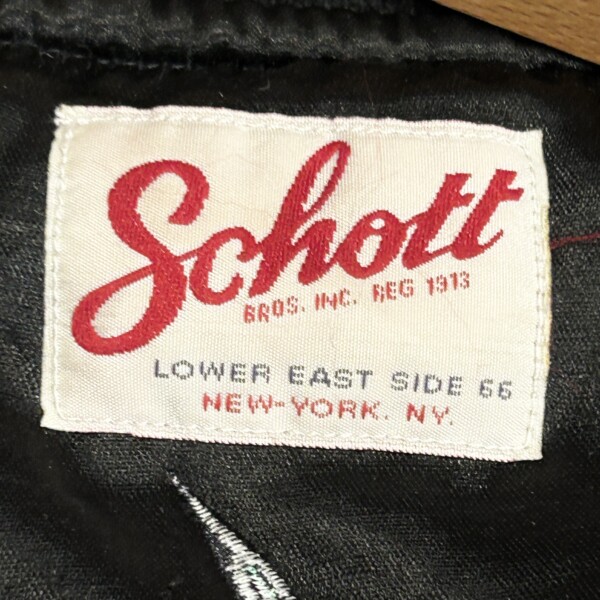 Schott
BROS. INC. REG 1913
LOWER EAST SIDE 66
NEW-YORK. NY.